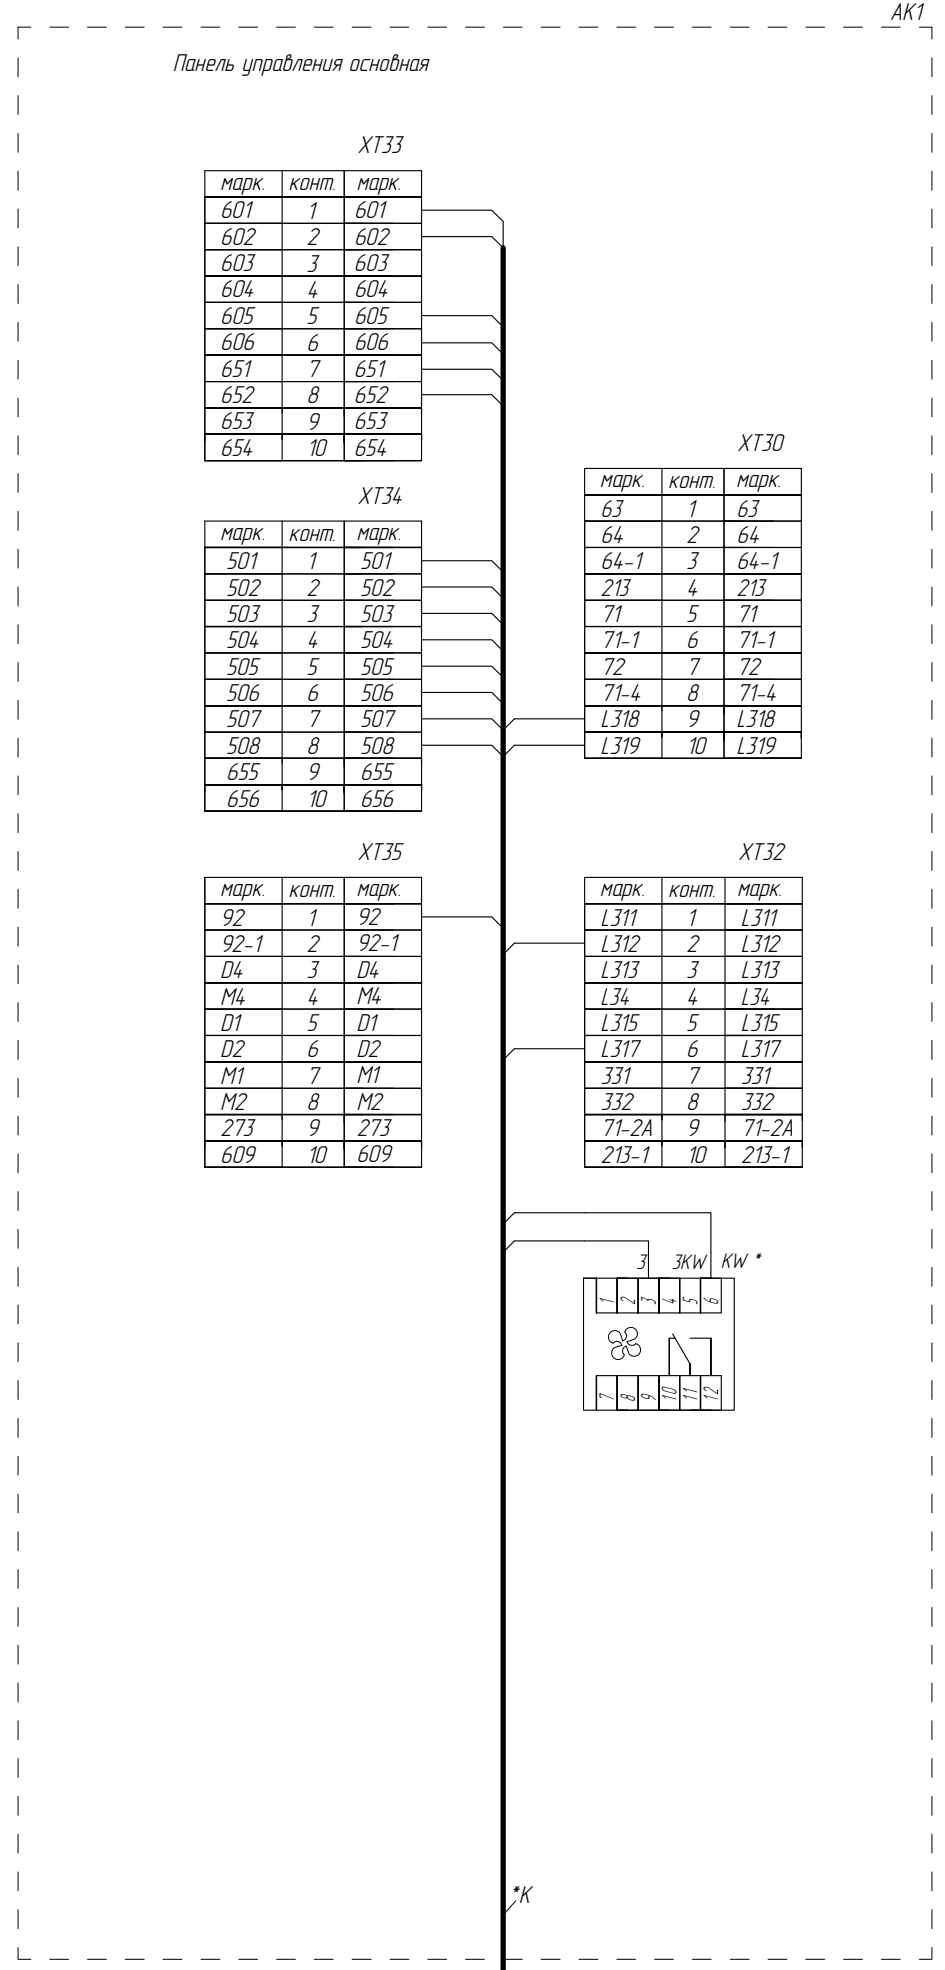 АК1
Панель управления основная
ХТ33
марк. конт. марк.
601 1 601
602 2 602
603 3 603
604 4 604
605 5 605
606 6 606
651 7 651
652 8 652
653 9 653
654 10 654
ХТ34
марк. конт. марк.
501 1 501
502 2 502
503 3 503
504 4 504
505 5 505
506 6 506
507 7 507
508 8 508
655 9 655
656 10 656
ХТ35
марк. конт. марк.
92 1 92
92-1 2 92-1
D4 3 D4
M4 4 M4
D1 5 D1
D2 6 D2
M1 7 M1
M2 8 M2
273 9 273
609 10 609
ХТ30
марк. конт. марк.
63 1 63
64 2 64
64-1 3 64-1
213 4 213
71 5 71
71-1 6 71-1
72 7 72
71-4 8 71-4
L318 9 L318
L319 10 L319
ХТ32
марк. конт. марк.
L311 1 L311
L312 2 L312
L313 3 L313
L34 4 L34
L315 5 L315
L317 6 L317
331 7 331
332 8 332
71-2A 9 71-2A
213-1 10 213-1
3 3KW KW *
1 2 3 4 5 6
7 8 9 10 11 12
*К